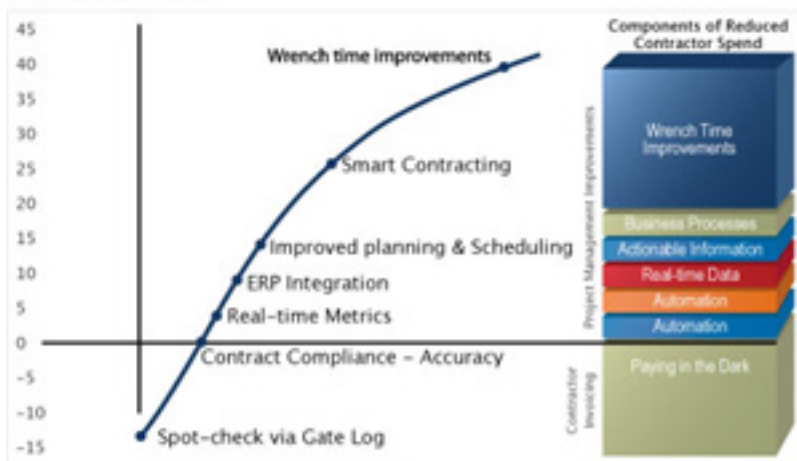 45
40
35
30
25
20
15
10
5
0
-5
-10
-15
Wrench time improvements
Smart Contracting
Improved planning & Scheduling
ERP Integration
Real-time Metrics
Contract Compliance - Accuracy
Spot-check via Gate Log
Components of Reduced
Contractor Spend
Project Management Improvements
Contractor
Invoicing
Wrench Time
Improvements
Business Processes
Actionable Information
Real-time Data
Automation
Automation
Paying in the Dark